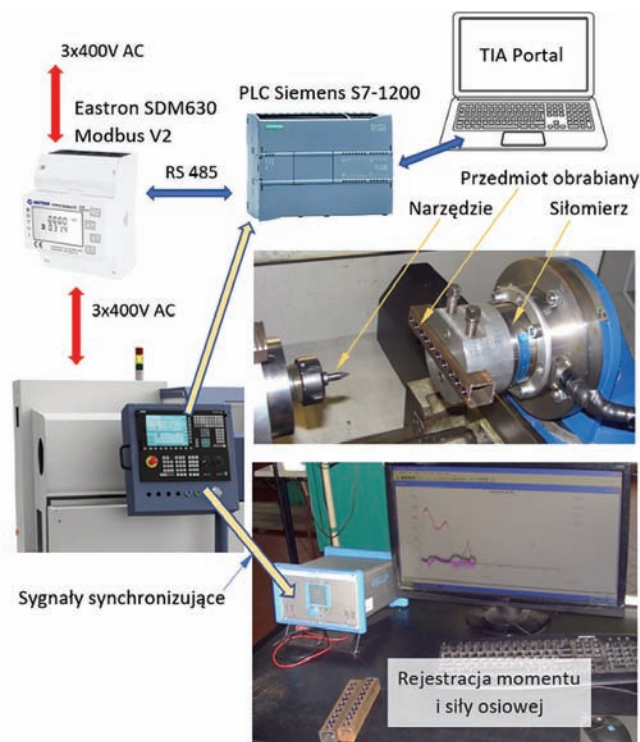 3x400V AC
TIA Portal
PLC Siemens S7-1200
Eastron SDM630
Modbus V2
RS 485
Przedmiot obrabiany
Narzędzie
Siłomierz
3x400V AC
Sygnały synchronizujące
Rejestracja momentu
i siły osiowej